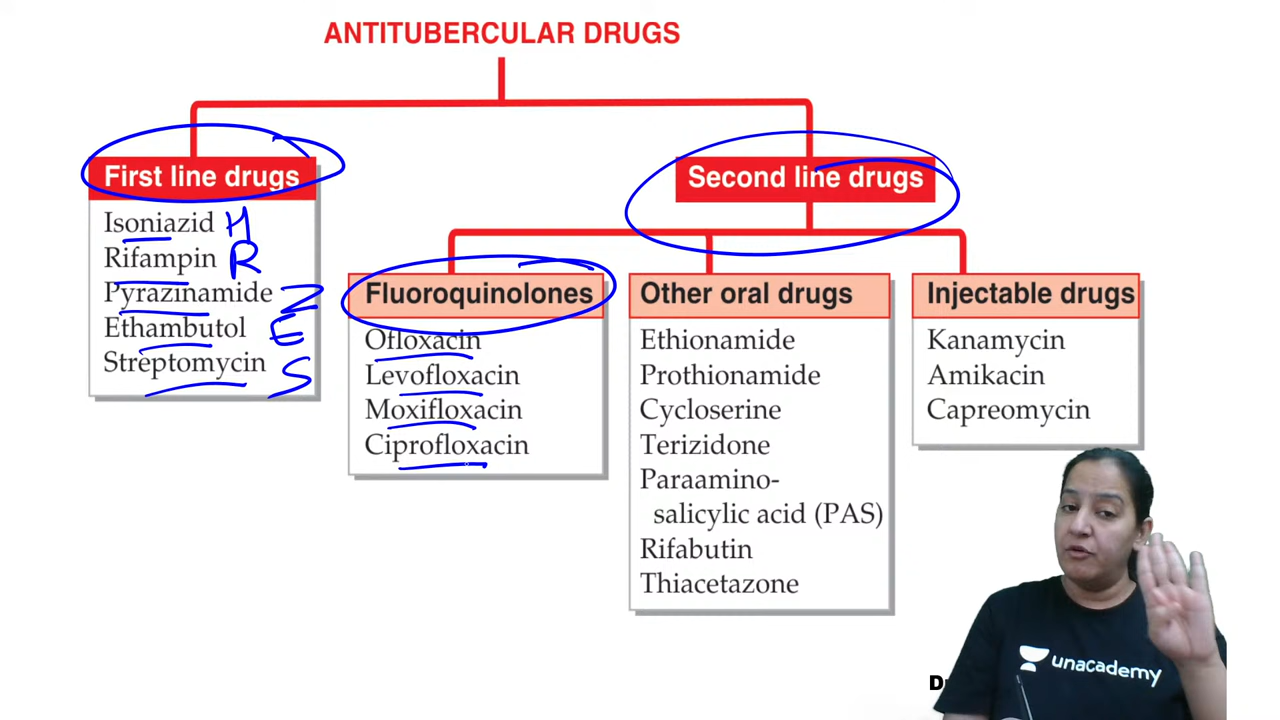 ANTITUBERCULAR DRUGS
First line drugs
Isoniazid H
Rifampin R
Pyrazinamide Z
Ethambutol E
Streptomycin S
Second line drugs
Fluoroquinolones
Ofloxacin
Levofloxacin
Moxifloxacin
Ciprofloxacin
Other oral drugs
Ethionamide
Prothionamide
Cycloserine
Terizidone
Paraamino-
salicylic acid (PAS)
Rifabutin
Thiacetazone
Injectable drugs
Kanamycin
Amikacin
Capreomycin
unacademy